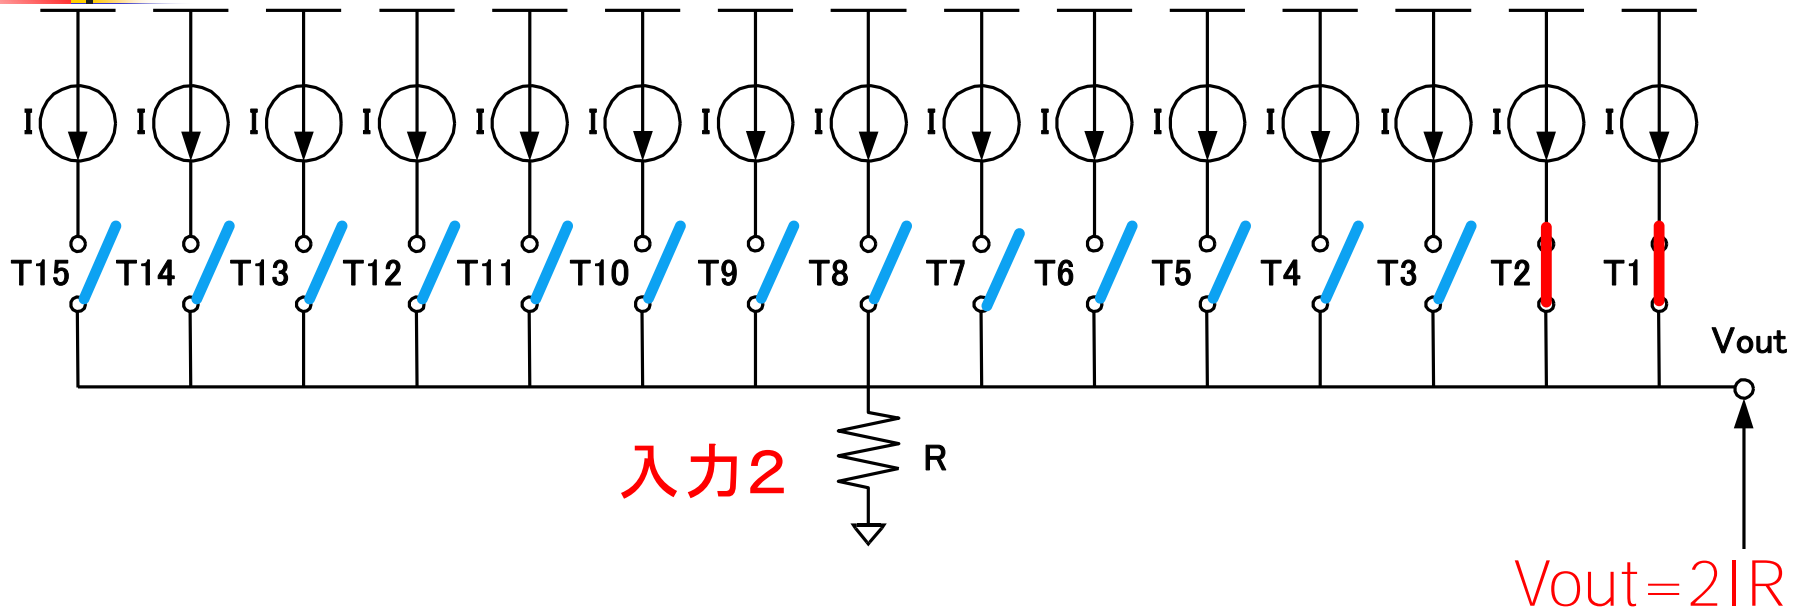 I I I I I I I I I I I I I I I
T15 T14 T13 T12 T11 T10 T9 T8 T7 T6 T5 T4 T3 T2 T1
Vout
入力2
R
Vout=2IR